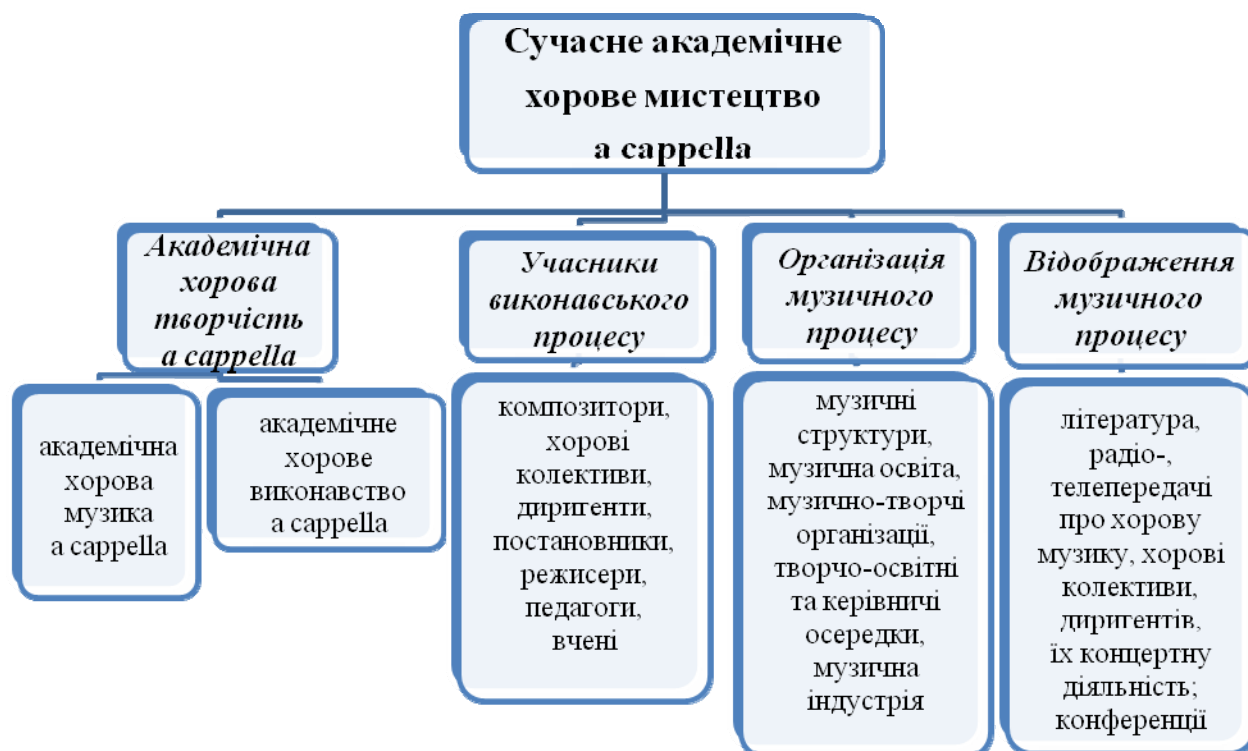 Сучасне академічне
хорове мистецтво
a cappella
Академічна
хорова
творчість
a cappella
Учасники
виконавського
процесу
Організація
музичного
процесу
Відображення
музичного
процесу
академічна
хорова
музика
a cappella
академічне
хорове
виконавство
a cappella
композитори,
хорові
колективи,
диригенти,
постановники,
режисери,
педагоги,
вчені
музичні
структури,
музична освіта,
музично-творчі
організації,
творчо-освітні
та керівничі
осередки,
музична
індустрія
література,
радіо-,
телепередачі
про хорову
музику, хорові
колективи,
диригентів,
їх концертну
діяльність;
конференції